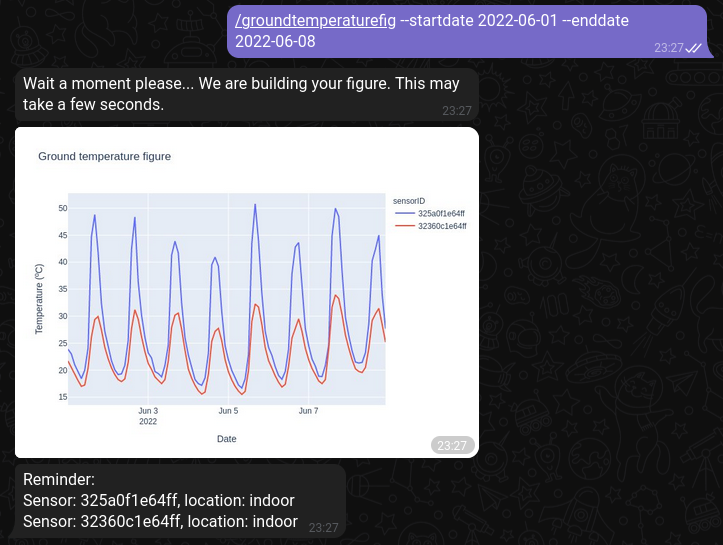 /groundtemperaturefig --startdate 2022-06-01 --enddate
2022-06-08
23:27
Wait a moment please... We are building your figure. This may
take a few seconds.
23:27
Ground temperature figure
sensorID
325a0f1e64ff
32360c1e64ff
50
45
40
35
30
25
20
15
Temperature (ºC)
Jun 3
2022
Jun 5
Jun 7
Date
23:27
Reminder:
Sensor: 325a0f1e64ff, location: indoor
Sensor: 32360c1e64ff, location: indoor
23:27